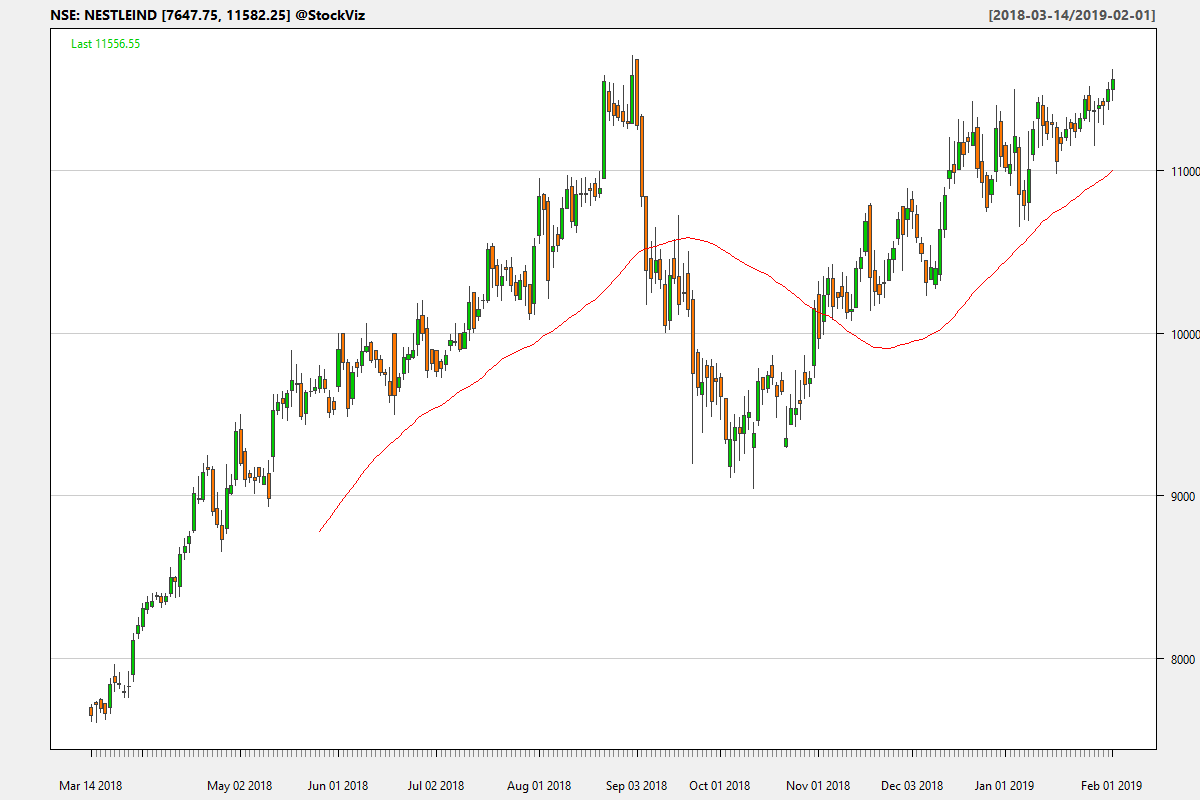 NSE: NESTLEIND [7647.75, 11582.25] @StockViz
[2018-03-14/2019-02-01]
Last 11556.55
11000
10000
9000
8000
Mar 14 2018 May 02 2018 Jun 01 2018 Jul 02 2018 Aug 01 2018 Sep 03 2018 Oct 01 2018 Nov 01 2018 Dec 03 2018 Jan 01 2019 Feb 01 2019